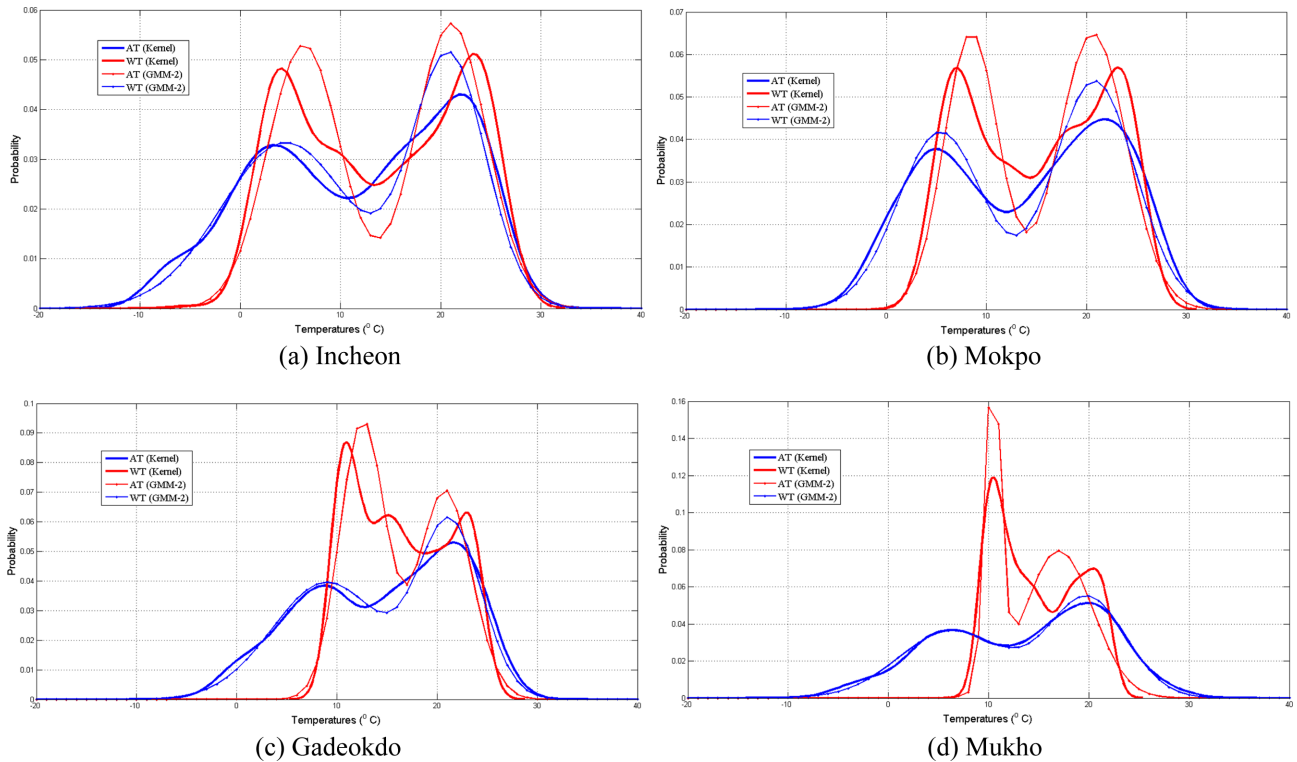 0.06
0.05
0.04
0.03
0.02
0.01
0
Probability
AT (Kernel)
WT (Kernel)
AT (GMM-2)
WT (GMM-2)
-20 -10 0 10 20 30 40
Temperatures (° C)
(a) Incheon
0.07
0.06
0.05
0.04
0.03
0.02
0.01
0
Probability
AT (Kernel)
WT (Kernel)
AT (GMM-2)
WT (GMM-2)
-20 -10 0 10 20 30 40
Temperatures (° C)
(b) Mokpo
0.1
0.09
0.08
0.07
0.06
0.05
0.04
0.03
0.02
0.01
0
Probability
AT (Kernel)
WT (Kernel)
AT (GMM-2)
WT (GMM-2)
-20 -10 0 10 20 30 40
Temperatures (° C)
(c) Gadeokdo
0.16
0.14
0.12
0.1
0.08
0.06
0.04
0.02
0
Probability
AT (Kernel)
WT (Kernel)
AT (GMM-2)
WT (GMM-2)
-20 -10 0 10 20 30 40
Temperatures (° C)
(d) Mukho